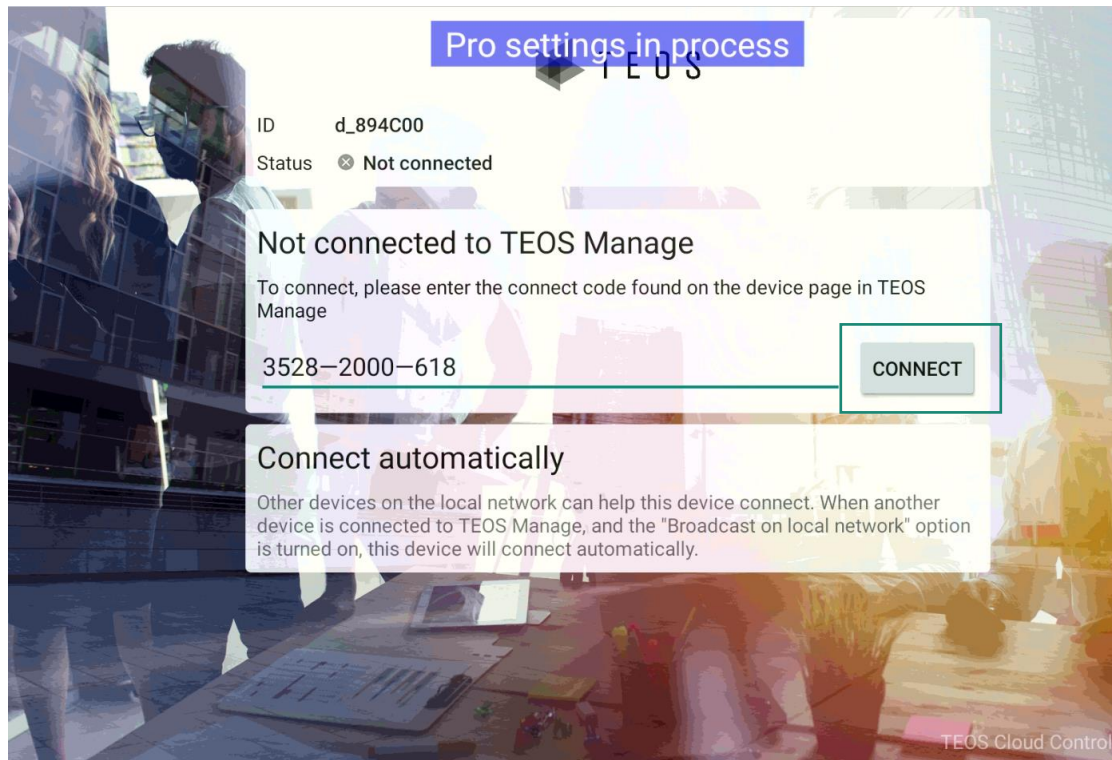 Pro settings in process
TEOS
ID d_894C00
Status Not connected
Not connected to TEOS Manage
To connect, please enter the connect code found on the device page in TEOS
Manage
3528–2000–618
CONNECT
Connect automatically
Other devices on the local network can help this device connect. When another
device is connected to TEOS Manage, and the "Broadcast on local network" option
is turned on, this device will connect automatically.
TEOS Cloud Control